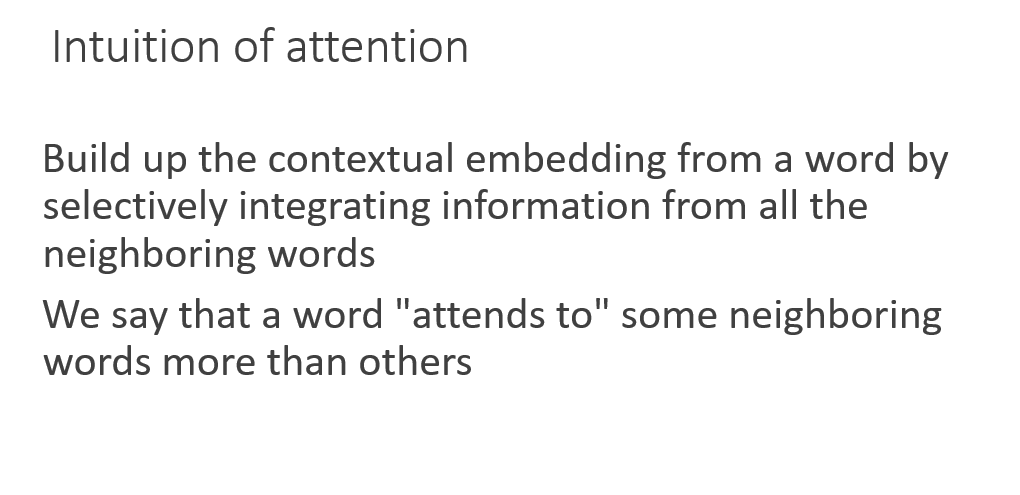 Intuition of attention
Build up the contextual embedding from a word by
selectively integrating information from all the
neighboring words
We say that a word "attends to" some neighboring
words more than others